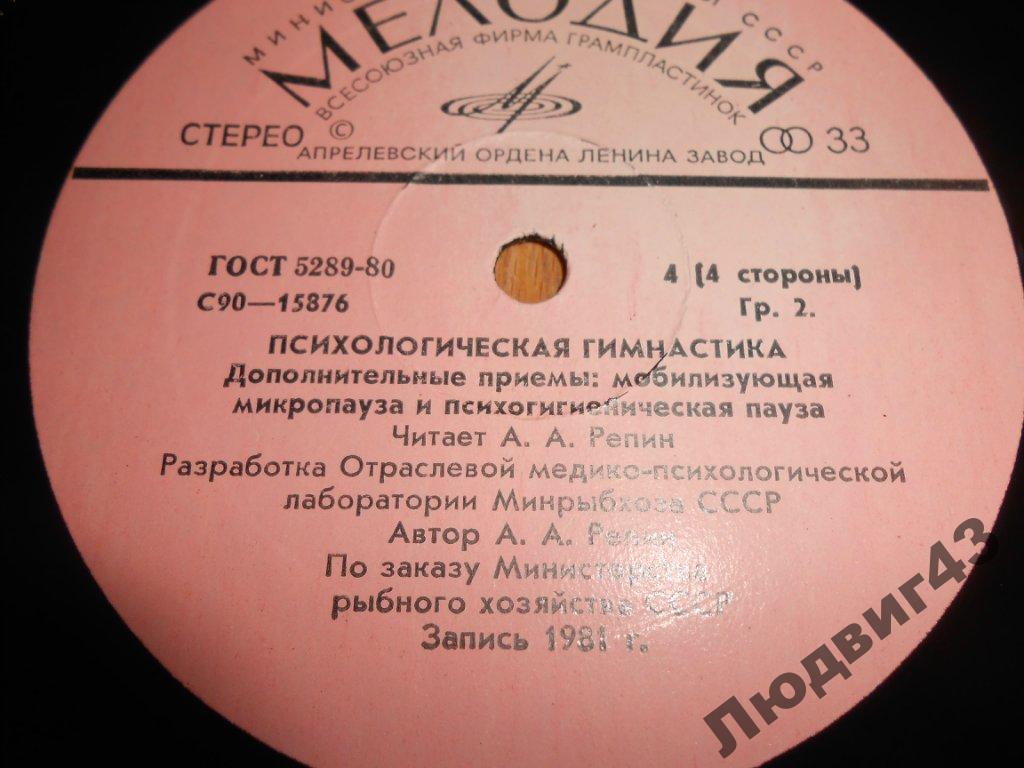 СССР
МЕЛОДИЯ
ВСЕСОЮЗНАЯ ФИРМА ГРАМПЛАСТИНОК
СТЕРЕО © 33
АПРЕЛЕВСКИЙ ОРДЕНА ЛЕНИНА ЗАВОД
ГОСТ 5289-80
4 (4 стороны)
С90—15876
Гр. 2.
ПСИХОЛОГИЧЕСКАЯ ГИМНАСТИКА
Дополнительные приемы: мобилизующая
микропауза и психогигиеническая пауза
Читает А. А. Репин
Разработка Отраслевой медико-психологической
лаборатории Минрыбхоза СССР
Автор А. А. Репин
По заказу Министерства
рыбного хозяйства СССР
Запись 1981 г.
Людвиг43